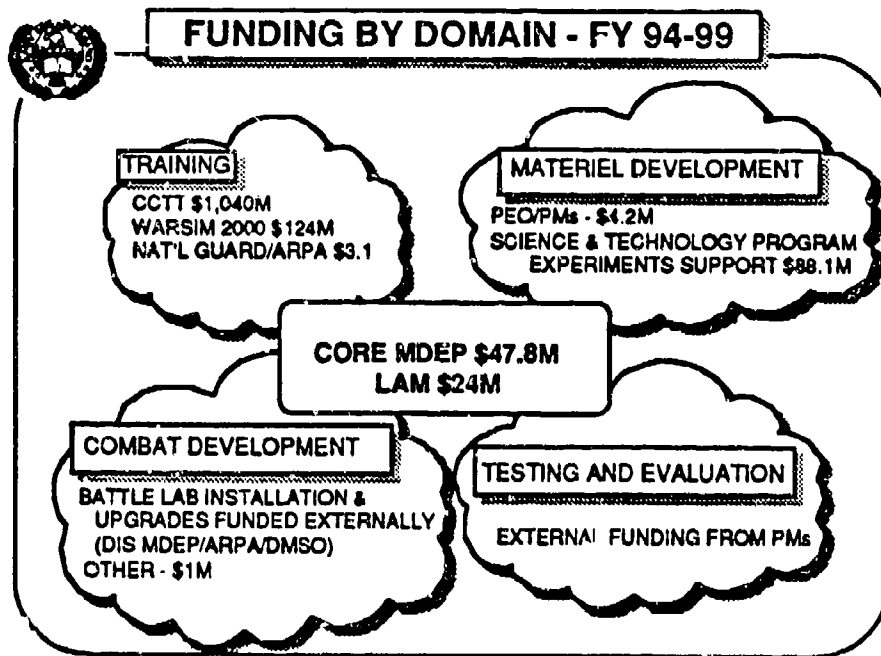 FUNDING BY DOMAIN - FY 94-99
TRAINING
CCTT $1,040M
WARSIM 2000 $124M
NAT'L GUARD/ARPA $3.1
MATERIEL DEVELOPMENT
PEO/PMs - $4.2M
SCIENCE & TECHNOLOGY PROGRAM
EXPERIMENTS SUPPORT $88.1M
CORE MDEP $47.8M
LAM $24M
COMBAT DEVELOPMENT
BATTLE LAB INSTALLATION &
UPGRADES FUNDED EXTERNALLY
(DIS MDEP/ARPA/DMSO)
OTHER - $1M
TESTING AND EVALUATION
EXTERNAL FUNDING FROM PMs